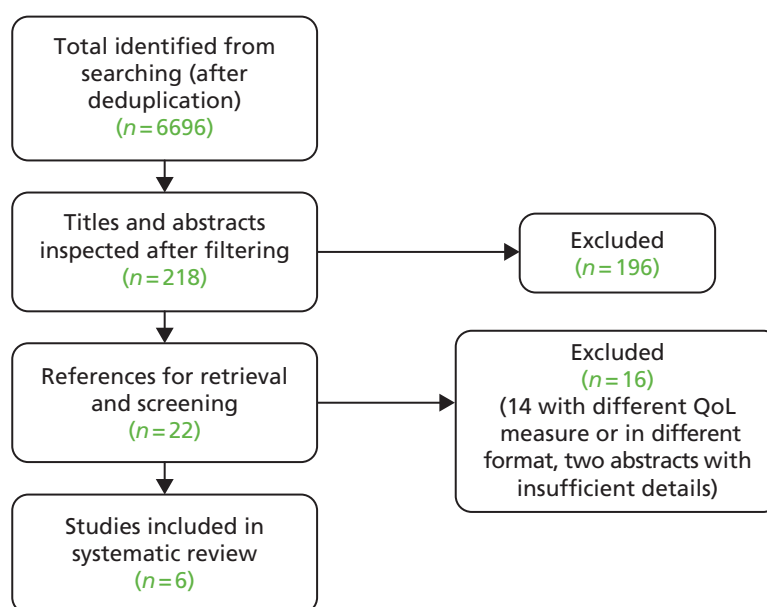 Total identified from
searching (after
deduplication)
(n=6696)
Titles and abstracts
inspected after filtering
(n=218)
Excluded
(n=196)
References for retrieval
and screening
(n=22)
Excluded
(n=16)
(14 with different QoL
measure or in different
format, two abstracts with
insufficient details)
Studies included in
systematic review
(n=6)